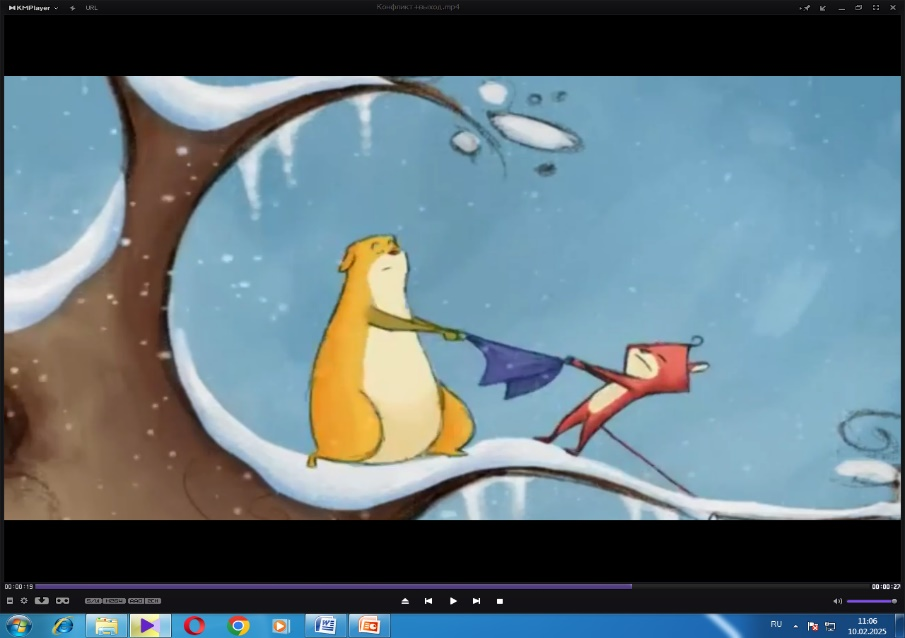 KMPlayer
URL
Конфликт +выход.mp4
00:00:19
00:00:27
RU
11:06
10.02.2025